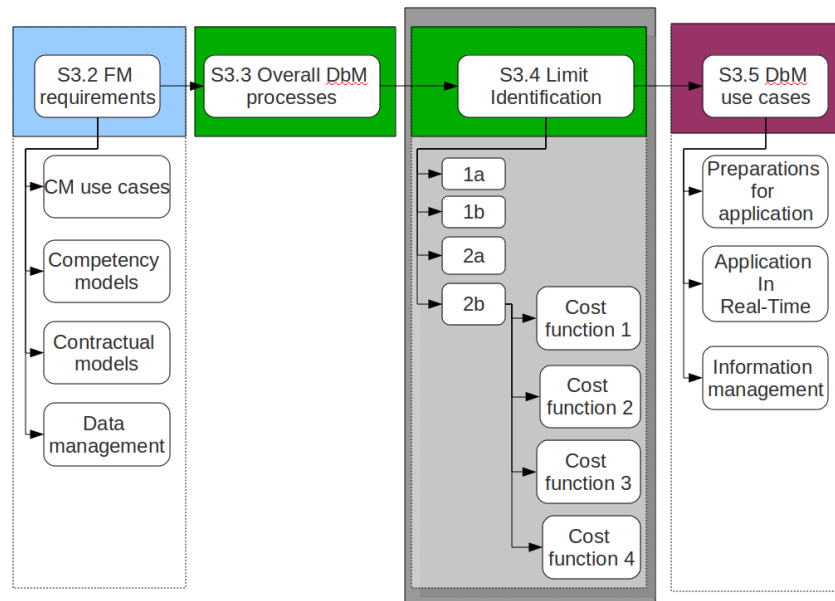 S3.2 FM
requirements
S3.3 Overall DbM
processes
S3.4 Limit
Identification
S3.5 DbM
use cases
CM use cases
Competency
models
Contractual
models
Data
management
1a
1b
2a
2b
Cost
function 1
Cost
function 2
Cost
function 3
Cost
function 4
Preparations
for
application
Application
In
Real-Time
Information
management